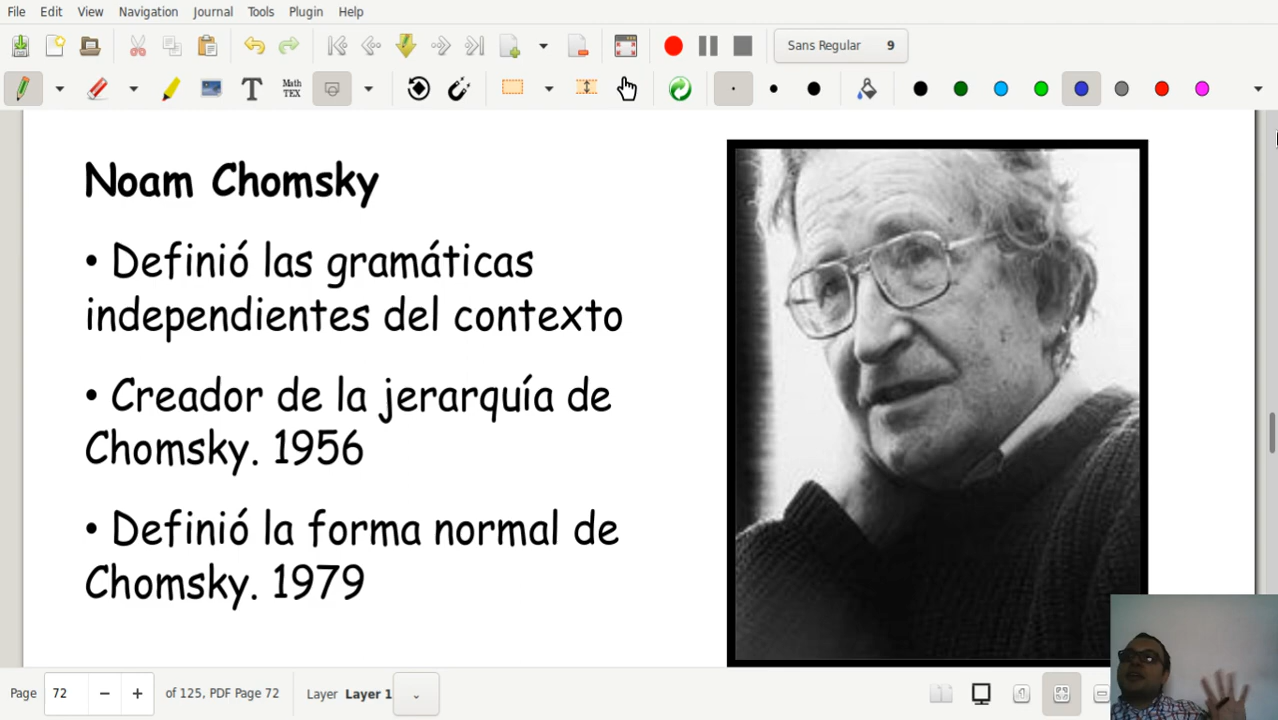 File Edit View Navigation Journal Tools Plugin Help
Sans Regular 9
T Math TEX
Noam Chomsky
• Definió las gramáticas
independientes del contexto
• Creador de la jerarquía de
Chomsky. 1956
• Definió la forma normal de
Chomsky. 1979
Page 72 of 125, PDF Page 72 Layer Layer 1